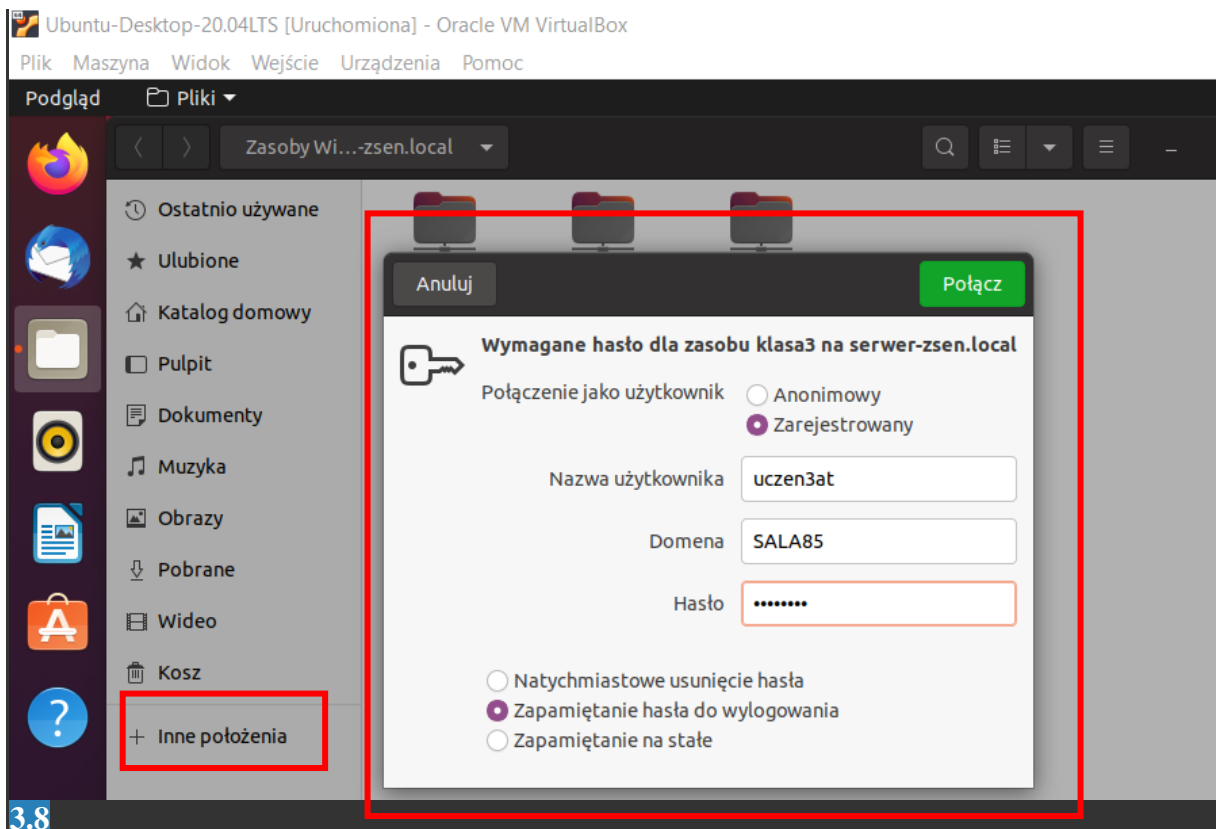 Ubuntu-Desktop-20.04LTS [Uruchomiona] - Oracle VM VirtualBox
Plik Maszyna Widok Wejście Urządzenia Pomoc
Podgląd Pliki
Zasoby Wi…-zsen.local
Ostatnio używane
Ulubione
Katalog domowy
Pulpit
Dokumenty
Muzyka
Obrazy
Pobrane
Wideo
Kosz
+ Inne położenia
Anuluj Połącz
Wymagane hasło dla zasobu klasa3 na serwer-zsen.local
Połączenie jako użytkownik Anonimowy
Zarejestrowany
Nazwa użytkownika uczen3at
Domena SALA85
Hasło ••••••••
Natychmiastowe usunięcie hasła
Zapamiętanie hasła do wylogowania
Zapamiętanie na stałe
3.8